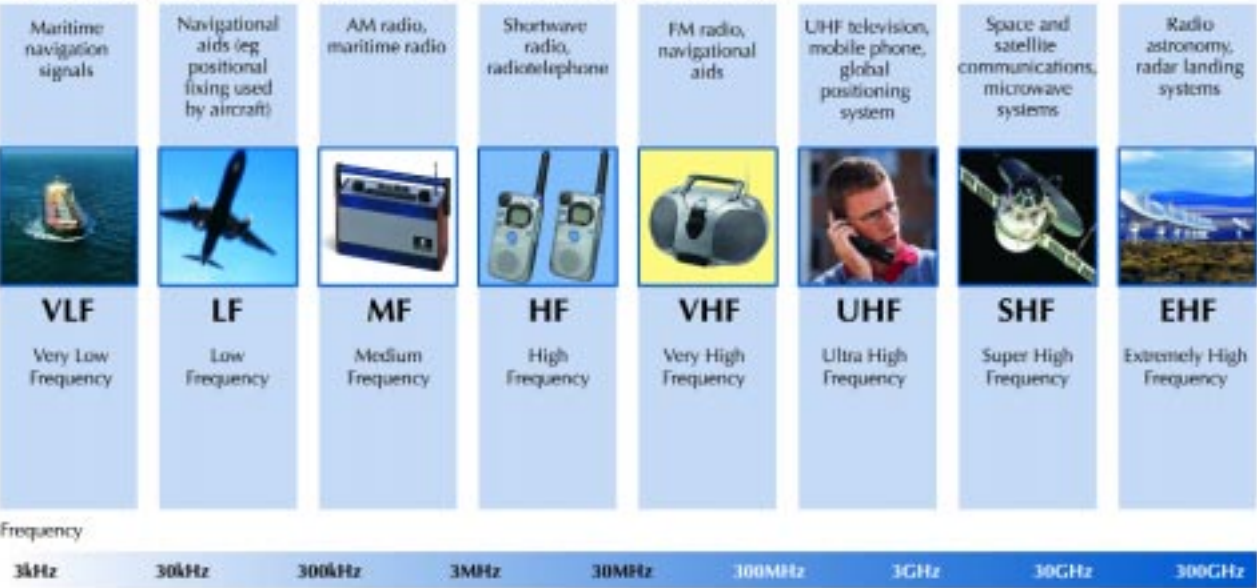 Maritime
navigation
signals
Navigational
aids (eg
positional
fixing used
by aircraft)
AM radio,
maritime radio
Shortwave
radio,
radiotelephone
FM radio,
navigational
aids
UHF television,
mobile phone,
global
positioning
system
Space and
satellite
communications,
microwave
systems
Radio
astronomy,
radar landing
systems
VLF
Very Low
Frequency
LF
Low
Frequency
MF
Medium
Frequency
HF
High
Frequency
VHF
Very High
Frequency
UHF
Ultra High
Frequency
SHF
Super High
Frequency
EHF
Extremely High
Frequency
Frequency
3kHz 30kHz 300kHz 3MHz 30MHz 300MHz 3GHz 30GHz 300GHz